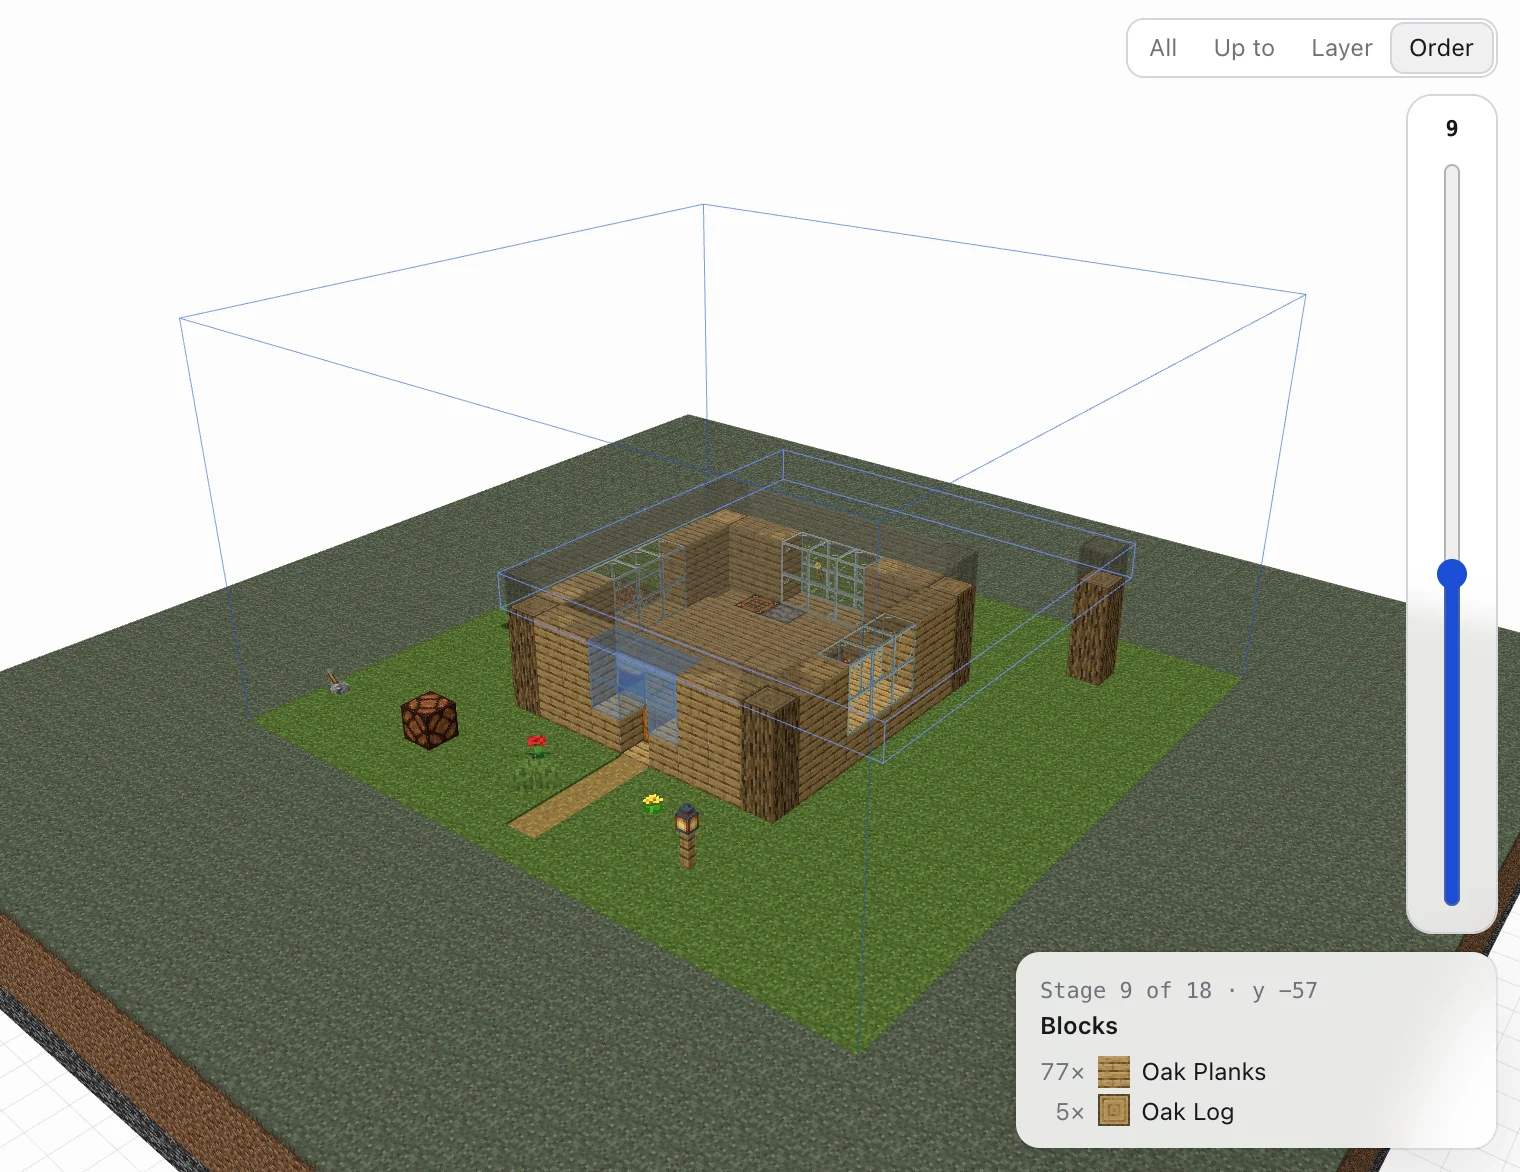 All Up to Layer Order
9
Stage 9 of 18 · y −57
Blocks
77× Oak Planks
5× Oak Log